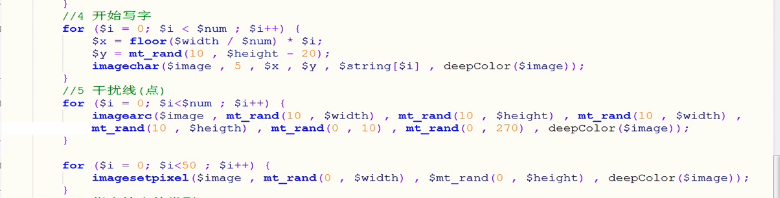 }
//4 开始写字
for ($i = 0; $i < $num ; $i++) {
$x = floor($width / $num) * $i;
$y = mt_rand(10 , $height - 20);
imagechar($image , 5 , $x , $y , $string[$i] , deepColor($image));
}
//5 干扰线(点)
for ($i = 0; $i<$num ; $i++) {
imagearc($image , mt_rand(10 , $width) , mt_rand(10 , $height) , mt_rand(10 , $width) ,
mt_rand(10 , $heigth) , mt_rand(0 , 10) , mt_rand(0 , 270) , deepColor($image));
}
for ($i = 0; $i<50 ; $i++) {
imagesetpixel($image , mt_rand(0 , $width) , $mt_rand(0 , $height) , deepColor($image));
}